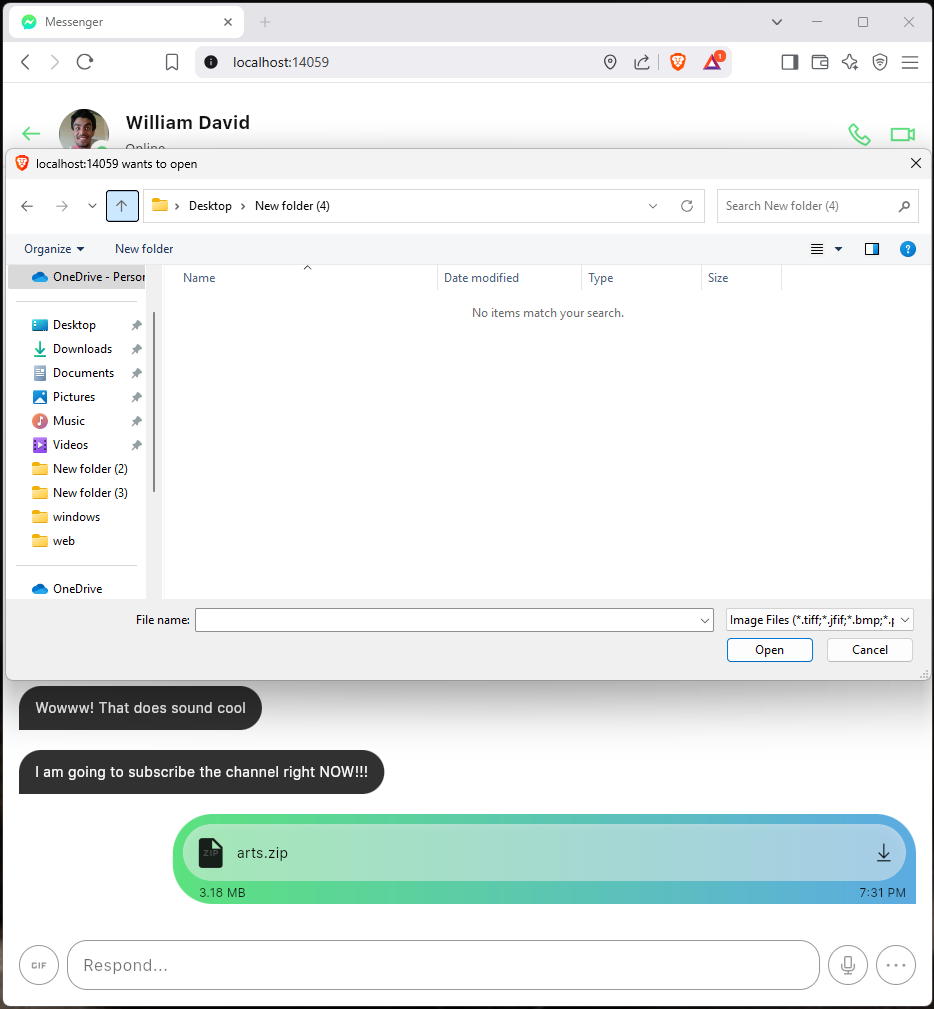 Messenger
localhost:14059
1
William David
Online
localhost:14059 wants to open
Desktop
New folder (4)
Search New folder (4)
Organize
New folder
?
OneDrive - Person
Name
Date modified
Type
Size
No items match your search.
Desktop
Downloads
Documents
Pictures
Music
Videos
New folder (2)
New folder (3)
windows
web
OneDrive
File name:
Image Files (*.tiff;*.jfif;*.bmp;*.p
Open
Cancel
Wowww! That does sound cool
I am going to subscribe the channel right NOW!!!
ZIP
arts.zip
3.18 MB
7:31 PM
GIF
Respond...